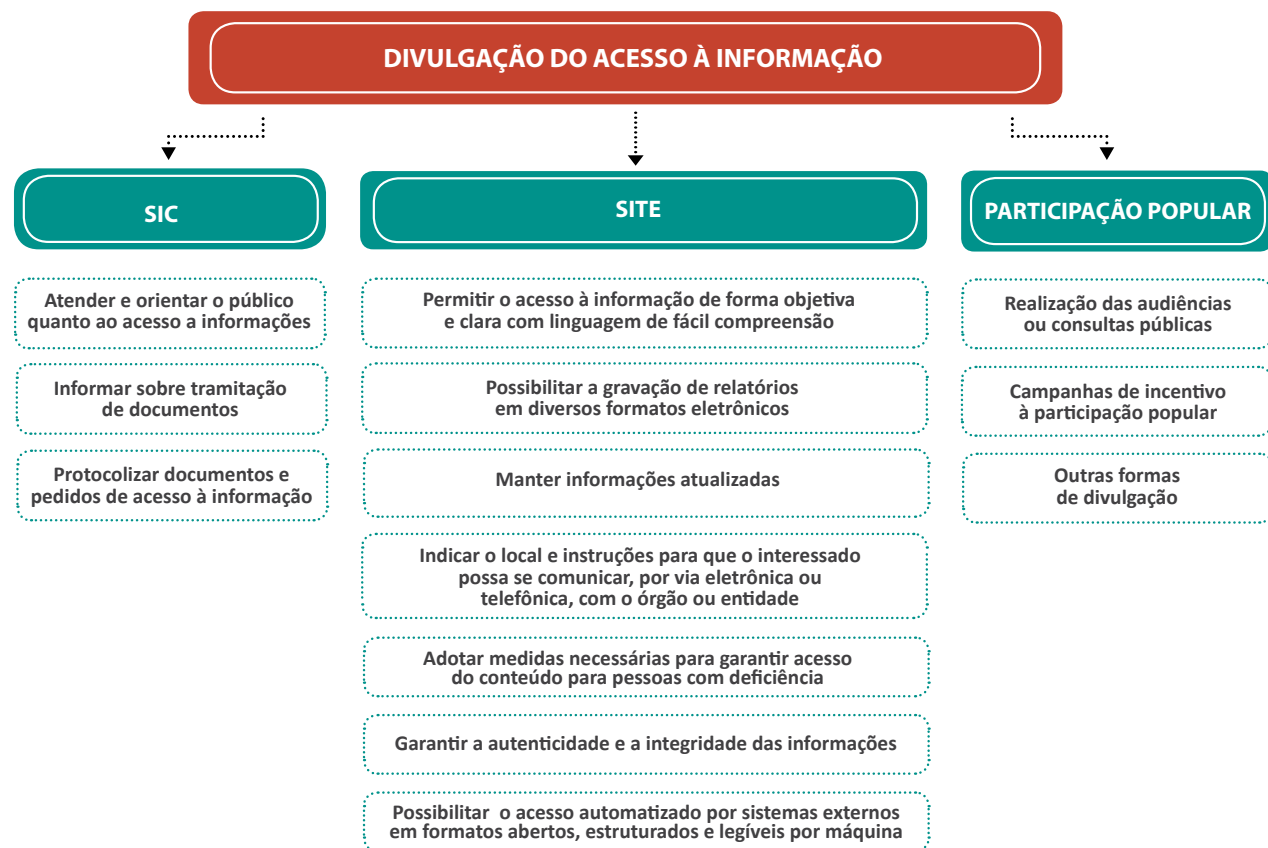 DIVULGAÇÃO DO ACESSO À INFORMAÇÃO
SIC
Atender e orientar o público
quanto ao acesso a informações
Informar sobre tramitação
de documentos
Protocolizar documentos e
pedidos de acesso à informação
SITE
Permitir o acesso à informação de forma objetiva
e clara com linguagem de fácil compreensão
Possibilitar a gravação de relatórios
em diversos formatos eletrônicos
Manter informações atualizadas
Indicar o local e instruções para que o interessado
possa se comunicar, por via eletrônica ou
telefônica, com o órgão ou entidade
Adotar medidas necessárias para garantir acesso
do conteúdo para pessoas com deficiência
Garantir a autenticidade e a integridade das informações
Possibilitar o acesso automatizado por sistemas externos
em formatos abertos, estruturados e legíveis por máquina
PARTICIPAÇÃO POPULAR
Realização das audiências
ou consultas públicas
Campanhas de incentivo
à participação popular
Outras formas
de divulgação